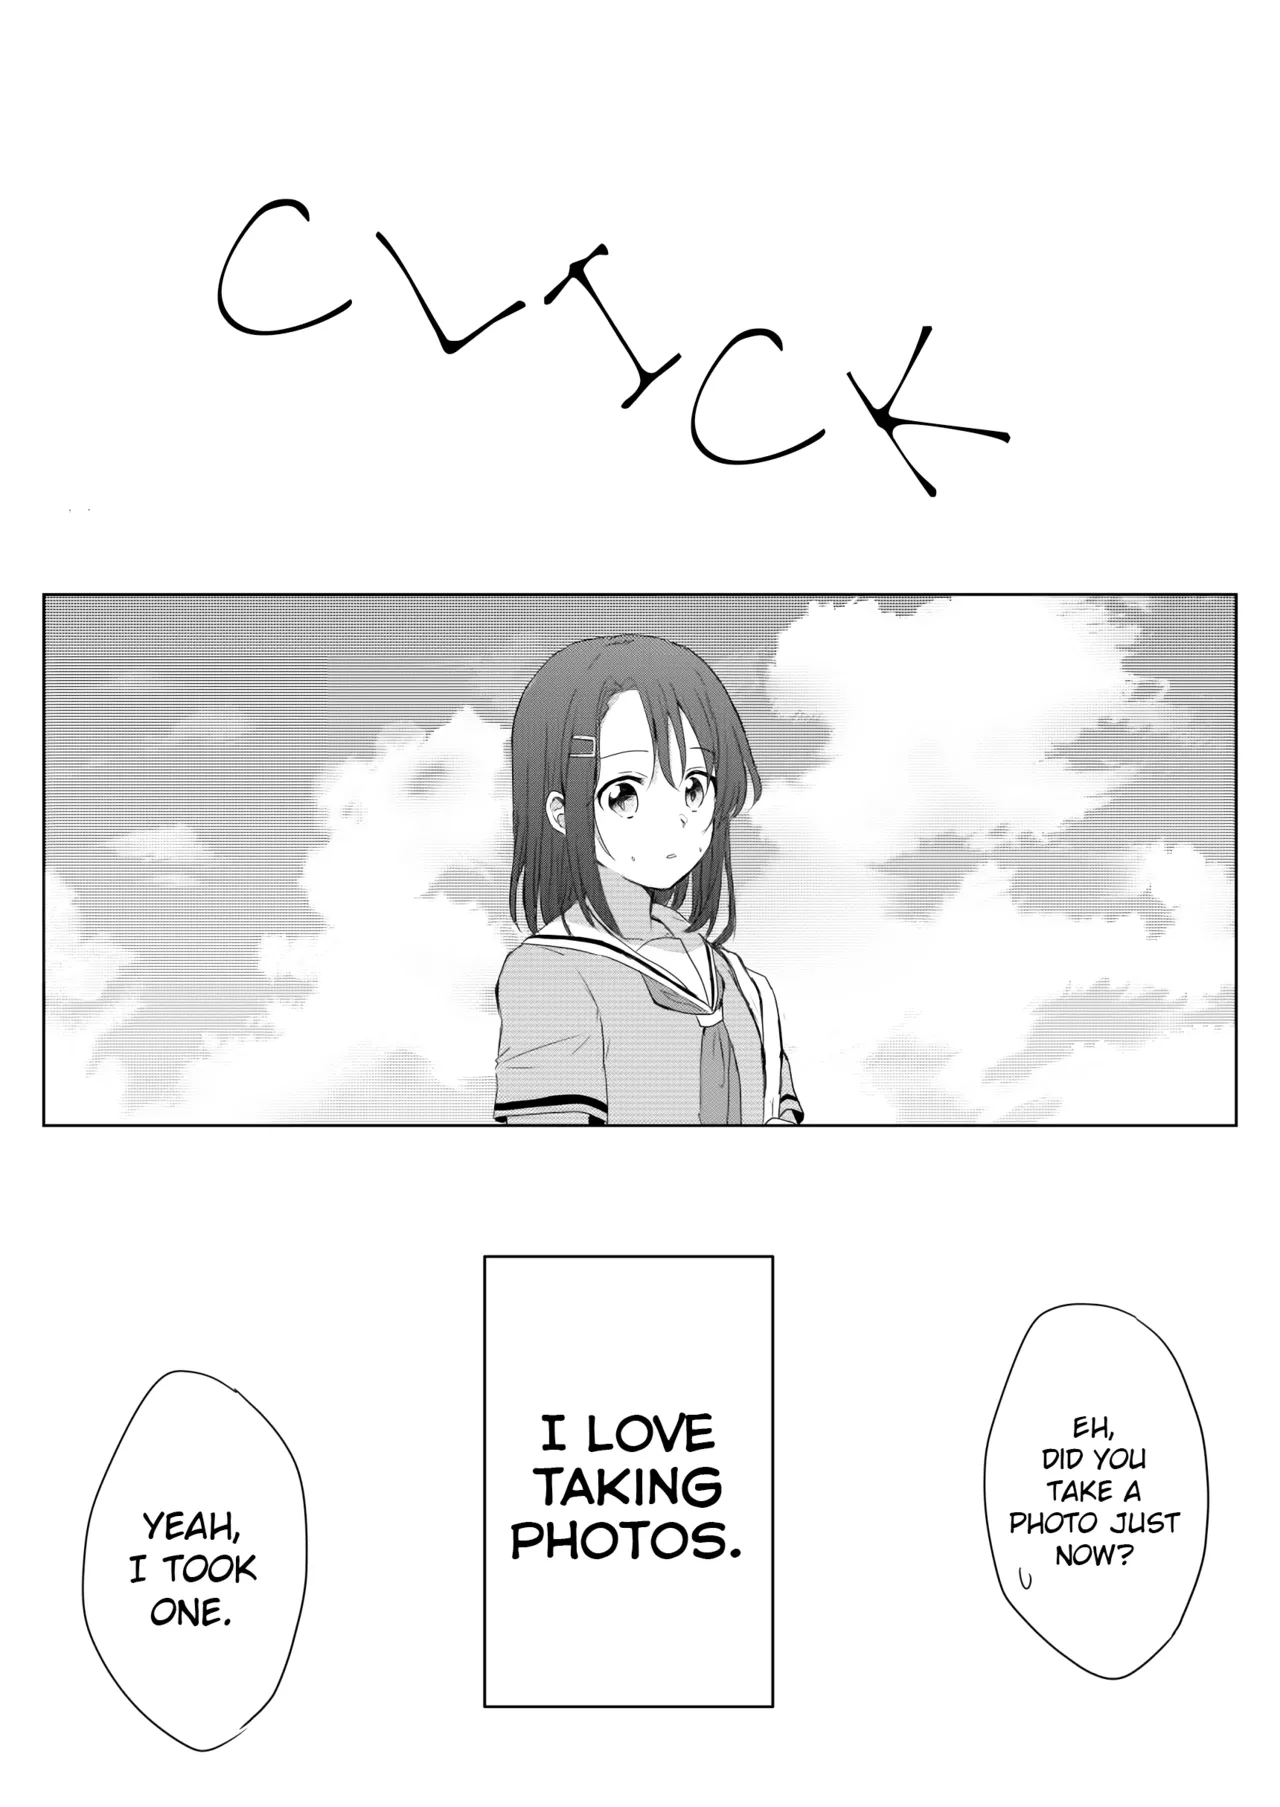 CLICK
EH,
DID YOU
TAKE A
PHOTO JUST
NOW?
I LOVE
TAKING
PHOTOS.
YEAH,
I TOOK
ONE.